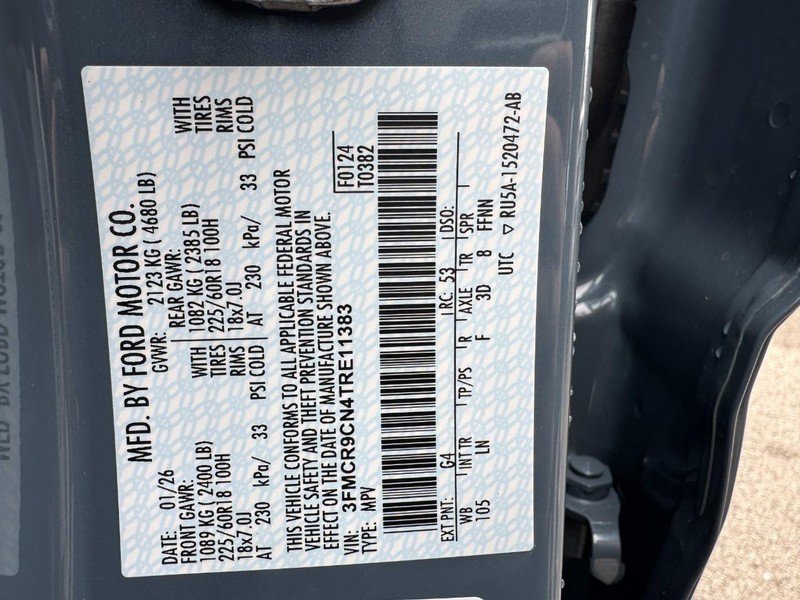 MFD. BY FORD MOTOR CO.
DATE: 01/26 GVWR: 2123 KG ( 4680 LB)
FRONT GAWR: REAR GAWR: WITH
1089 KG ( 2400 LB) WITH 1082 KG ( 2385 LB) TIRES
225/60R18 100H TIRES 225/60R18 100H RIMS
18x7.0J RIMS 18x7.0J
AT 230 kPa/ 33 PSI COLD AT 230 kPa/ 33 PSI COLD
THIS VEHICLE CONFORMS TO ALL APPLICABLE FEDERAL MOTOR
VEHICLE SAFETY AND THEFT PREVENTION STANDARDS IN
EFFECT ON THE DATE OF MANUFACTURE SHOWN ABOVE.
VIN: 3FMCR9CN4TRE11383 F0124
TYPE: MPV T0382
EXT PNT: G4 RC: 53 DSO:
WB INT TR TP/PS R AXLE TR SPR
105 LN F 3D 8 FFNN
UTC ▽ RU5A-1520472-AB